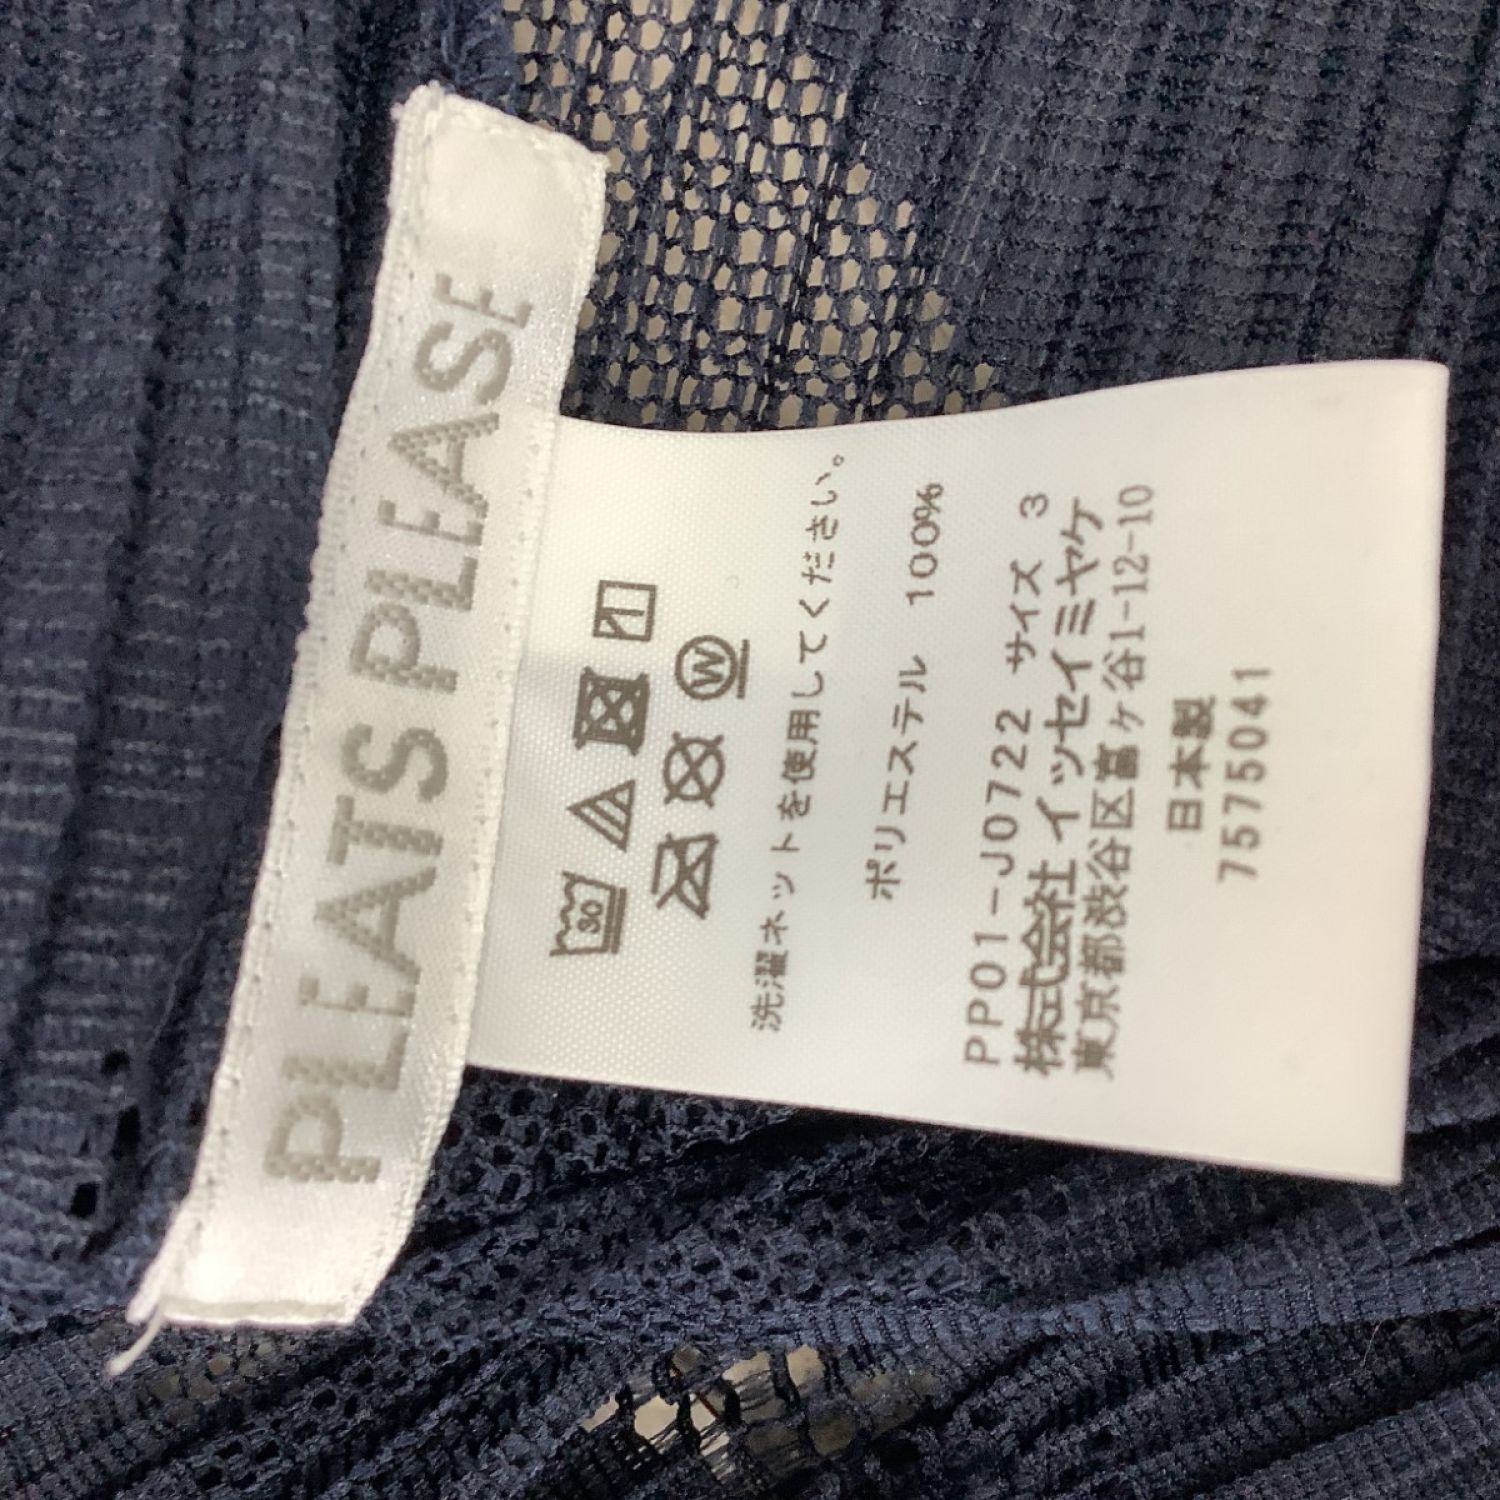 PLEATS PLEASE
30
W
洗濯ネットを使用してください。
ポリエステル 100%
PP01-J0722 サイズ 3
株式会社イッセイミヤケ
東京都渋谷区富ヶ谷1-12-10
日本製
7575041